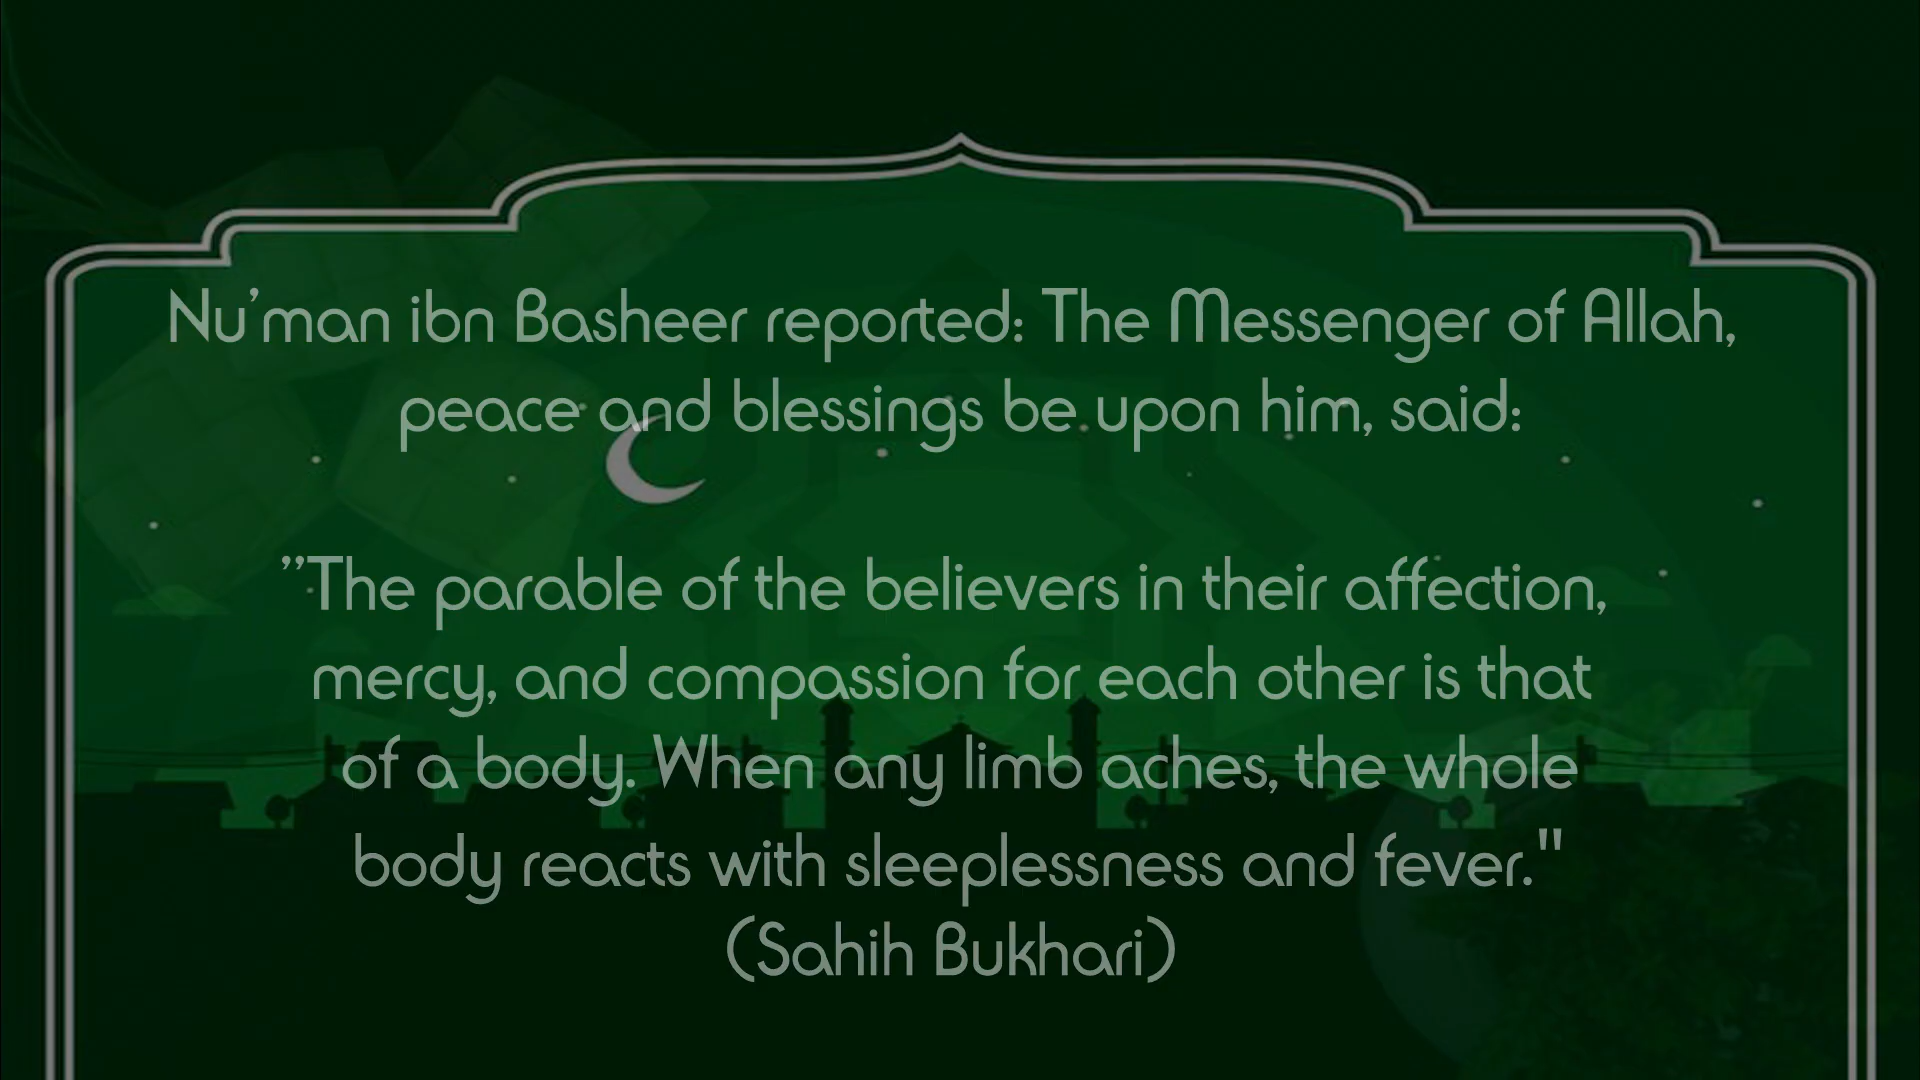 Nu’man ibn Basheer reported: The Messenger of Allah,
peace and blessings be upon him, said:
”The parable of the believers in their affection,
mercy, and compassion for each other is that
of a body. When any limb aches, the whole
body reacts with sleeplessness and fever."
(Sahih Bukhari)